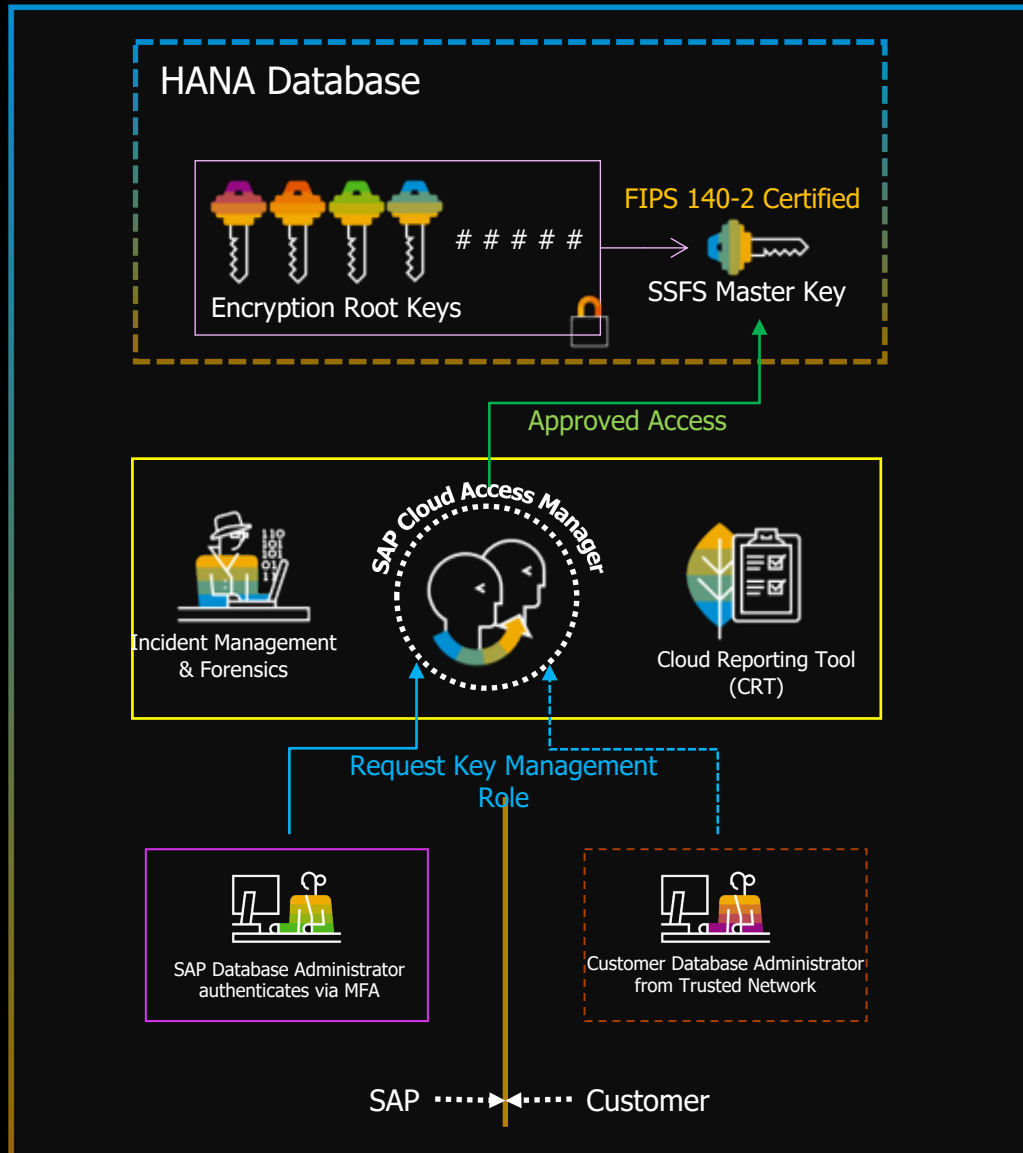 HANA Database
FIPS 140-2 Certified
# # # # #
Encryption Root Keys
SSFS Master Key
Approved Access
SAP Cloud Access Manager
110
101
101
01
11
Incident Management
& Forensics
Cloud Reporting Tool
(CRT)
Request Key Management
Role
SAP Database Administrator
authenticates via MFA
Customer Database Administrator
from Trusted Network
SAP
Customer